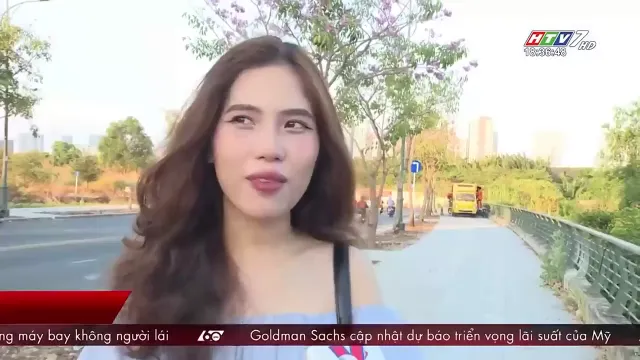 HTV7 HD
18:36:48
ng máy bay không người lái 60 Goldman Sachs cập nhật dự báo triển vọng lãi suất của Mỹ